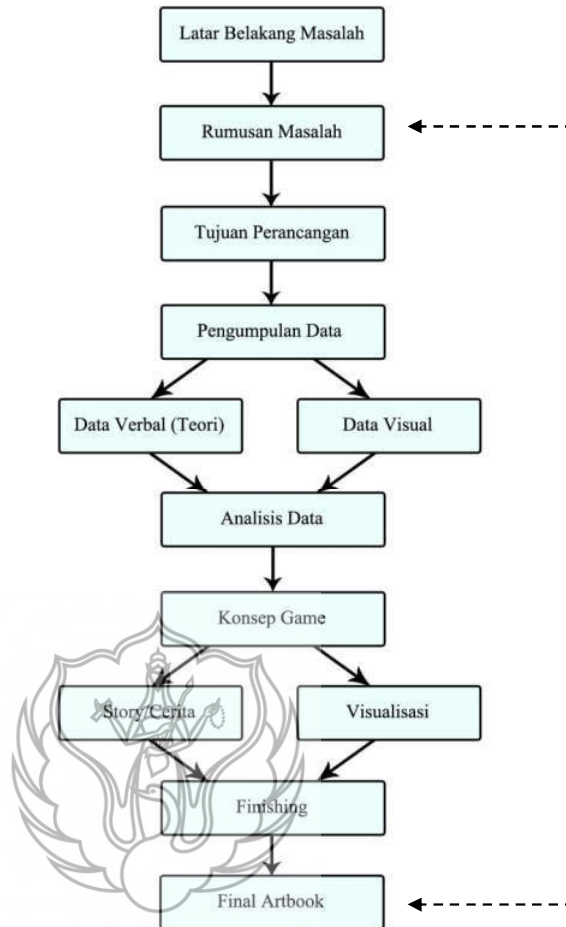 Latar Belakang Masalah
Rumusan Masalah
Tujuan Perancangan
Pengumpulan Data
Data Verbal (Teori)
Data Visual
Analisis Data
Konsep Game
Story/Cerita
Visualisasi
Finishing
Final Artbook